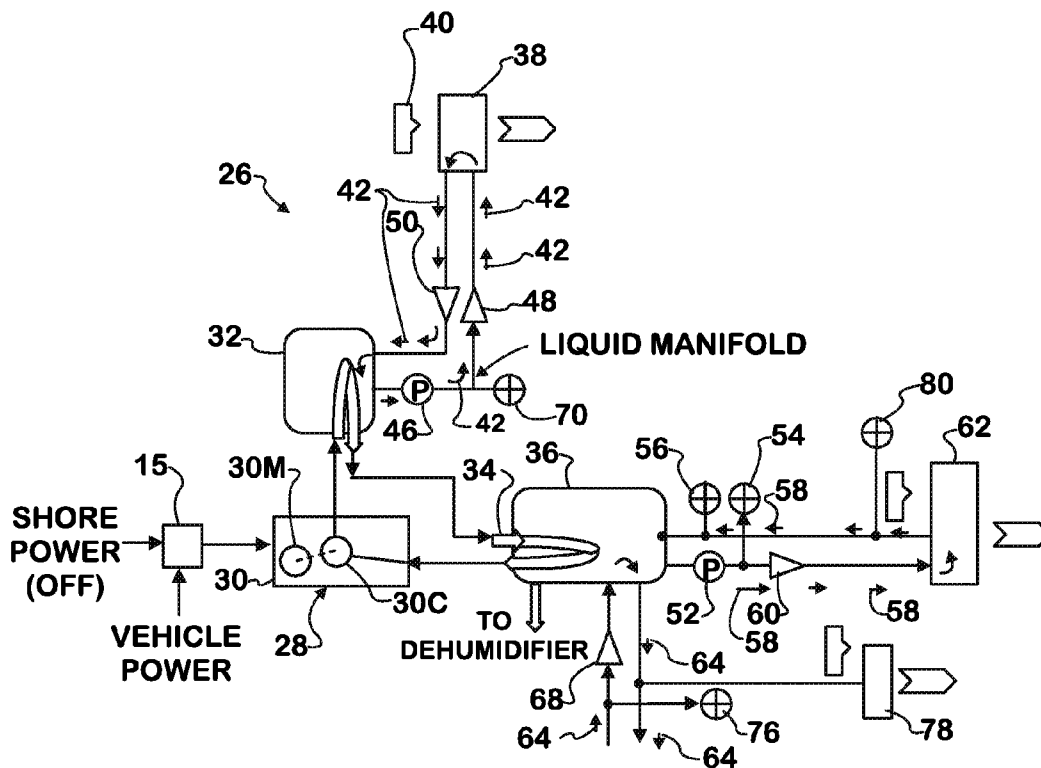 40
38
26
42
50
42
42
48
32
LIQUID MANIFOLD
P
80
46
42
70
62
30M
34
36
56
54
58
15
SHORE
POWER
(OFF)
30
30C
P
52
58
60
58
VEHICLE
POWER
28
TO
DEHUMIDIFIER
68
64
64
76
64
78